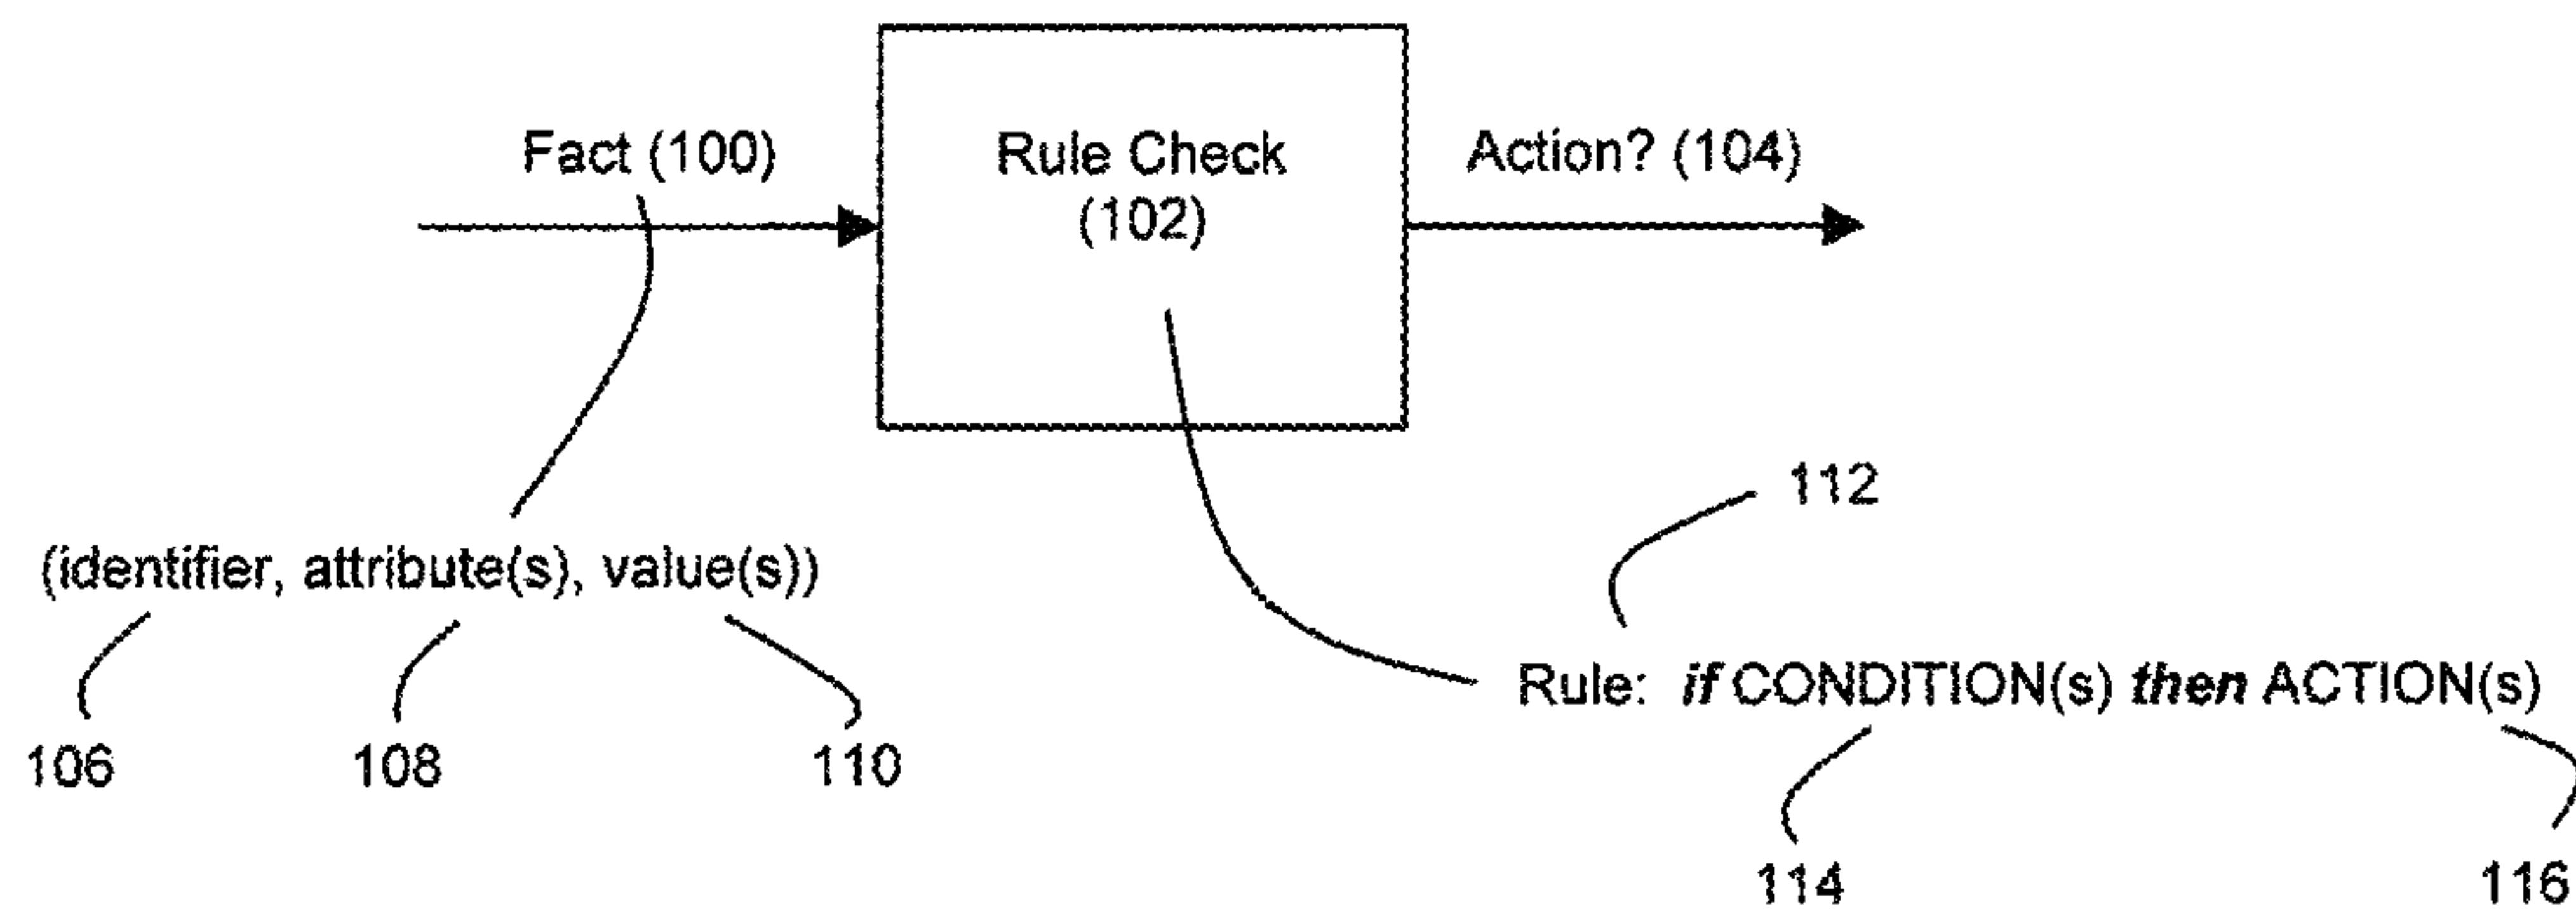 Fact (100)
Rule Check
(102)
Action? (104)
112
(identifier, attribute(s), value(s))
Rule: if CONDITION(s) then ACTION(s)
106
108
110
114
116